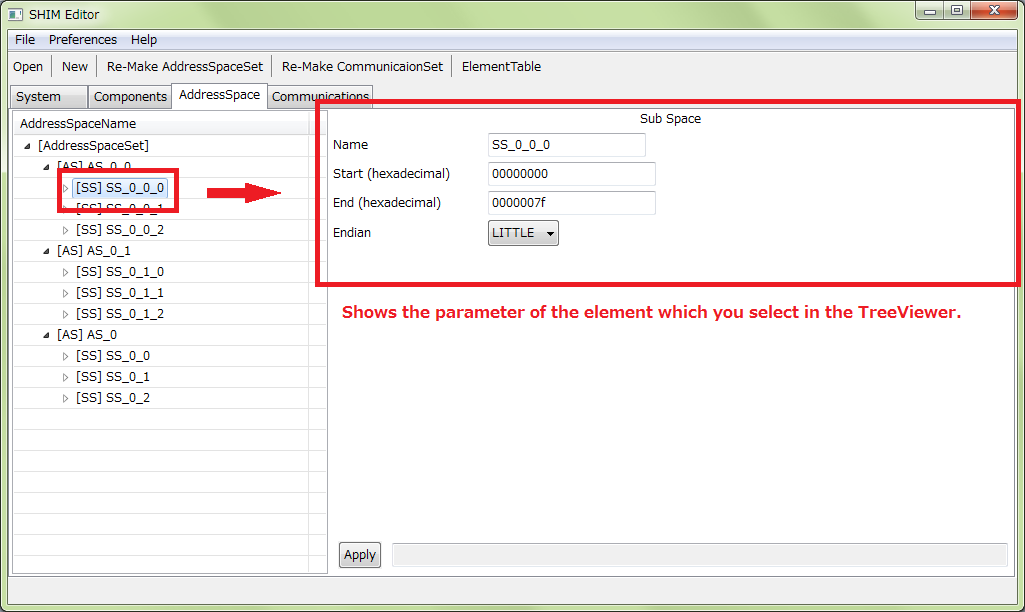 SHIM Editor
File Preferences Help
Open New Re-Make AddressSpaceSet Re-Make CommunicaionSet ElementTable
System Components AddressSpace Communications
AddressSpaceName
[AddressSpaceSet]
[AS] AS_0_0
[SS] SS_0_0_0
[SS] SS_0_0_1
[SS] SS_0_0_2
[AS] AS_0_1
[SS] SS_0_1_0
[SS] SS_0_1_1
[SS] SS_0_1_2
[AS] AS_0
[SS] SS_0_0
[SS] SS_0_1
[SS] SS_0_2
Sub Space
Name SS_0_0_0
Start (hexadecimal) 00000000
End (hexadecimal) 0000007f
Endian LITTLE
Shows the parameter of the element which you select in the TreeViewer.
Apply